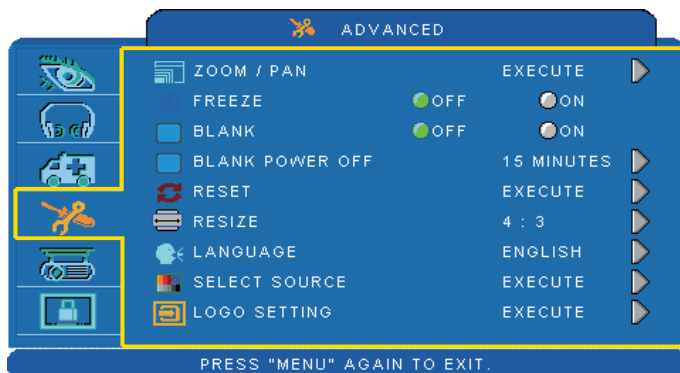 ADVANCED
ZOOM / PAN EXECUTE
FREEZE OFF ON
BLANK OFF ON
BLANK POWER OFF 15 MINUTES
RESET EXECUTE
RESIZE 4 : 3
LANGUAGE ENGLISH
SELECT SOURCE EXECUTE
LOGO SETTING EXECUTE
PRESS "MENU" AGAIN TO EXIT.